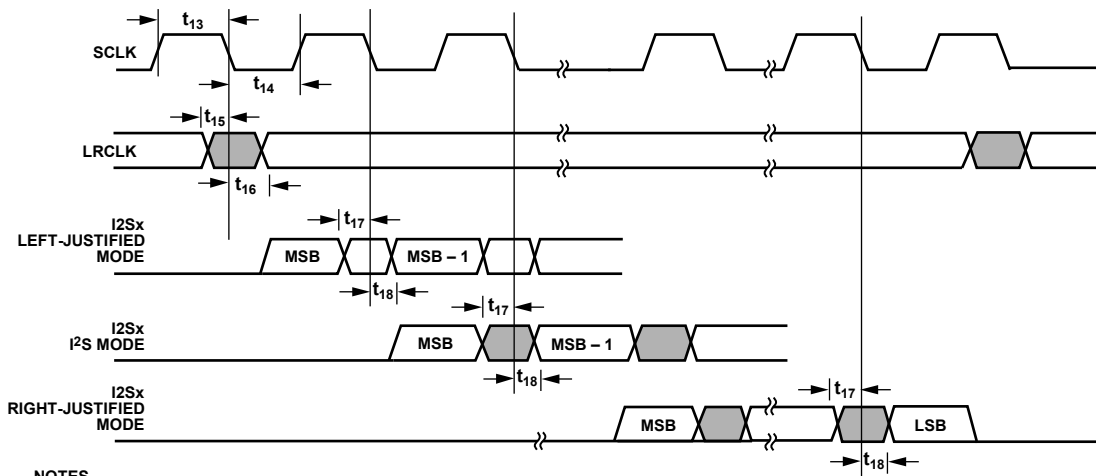 t13
SCLK
t14
t15
LRCLK
t16
I2Sx
LEFT-JUSTIFIED
MODE
t17
MSB
MSB – 1
t18
I2Sx
I2S MODE
t17
MSB
MSB–1
t18
I2Sx
RIGHT-JUSTIFIED
MODE
t17
MSB
LSB
t18
NOTES